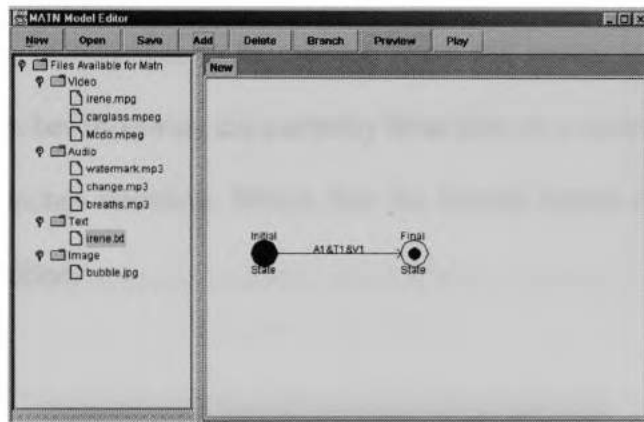 MATN Model Editor
New Open Save Add Delete Branch Preview Play
Files Available for Matn
Video
irene.mpg
carglass.mpeg
Mcdo.mpeg
Audio
watermark.mp3
change.mp3
breaths.mp3
Text
irene.txt
Image
bubble.jpg
New
Initial
State
A1&T1&V1
Final
State